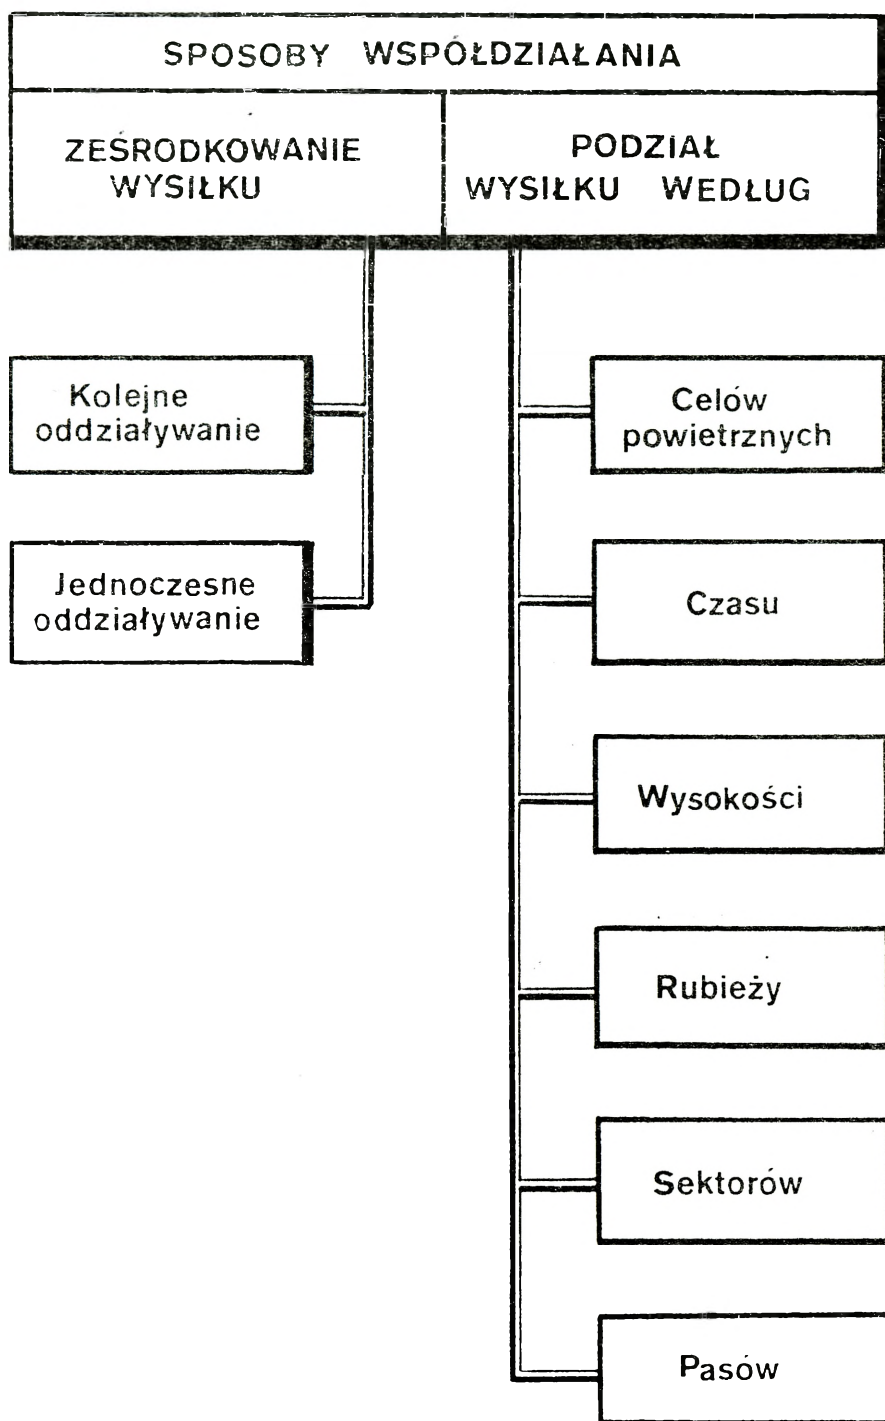 SPOSOBY WSPÓŁDZIAŁANIA
ZEŚRODKOWANIE
WYSIŁKU
PODZIAŁ
WYSIŁKU WEDŁUG
Kolejne
oddziaływanie
Jednoczesne
oddziaływanie
Celów
powietrznych
Czasu
Wysokości
Rubieży
Sektorów
Pasów